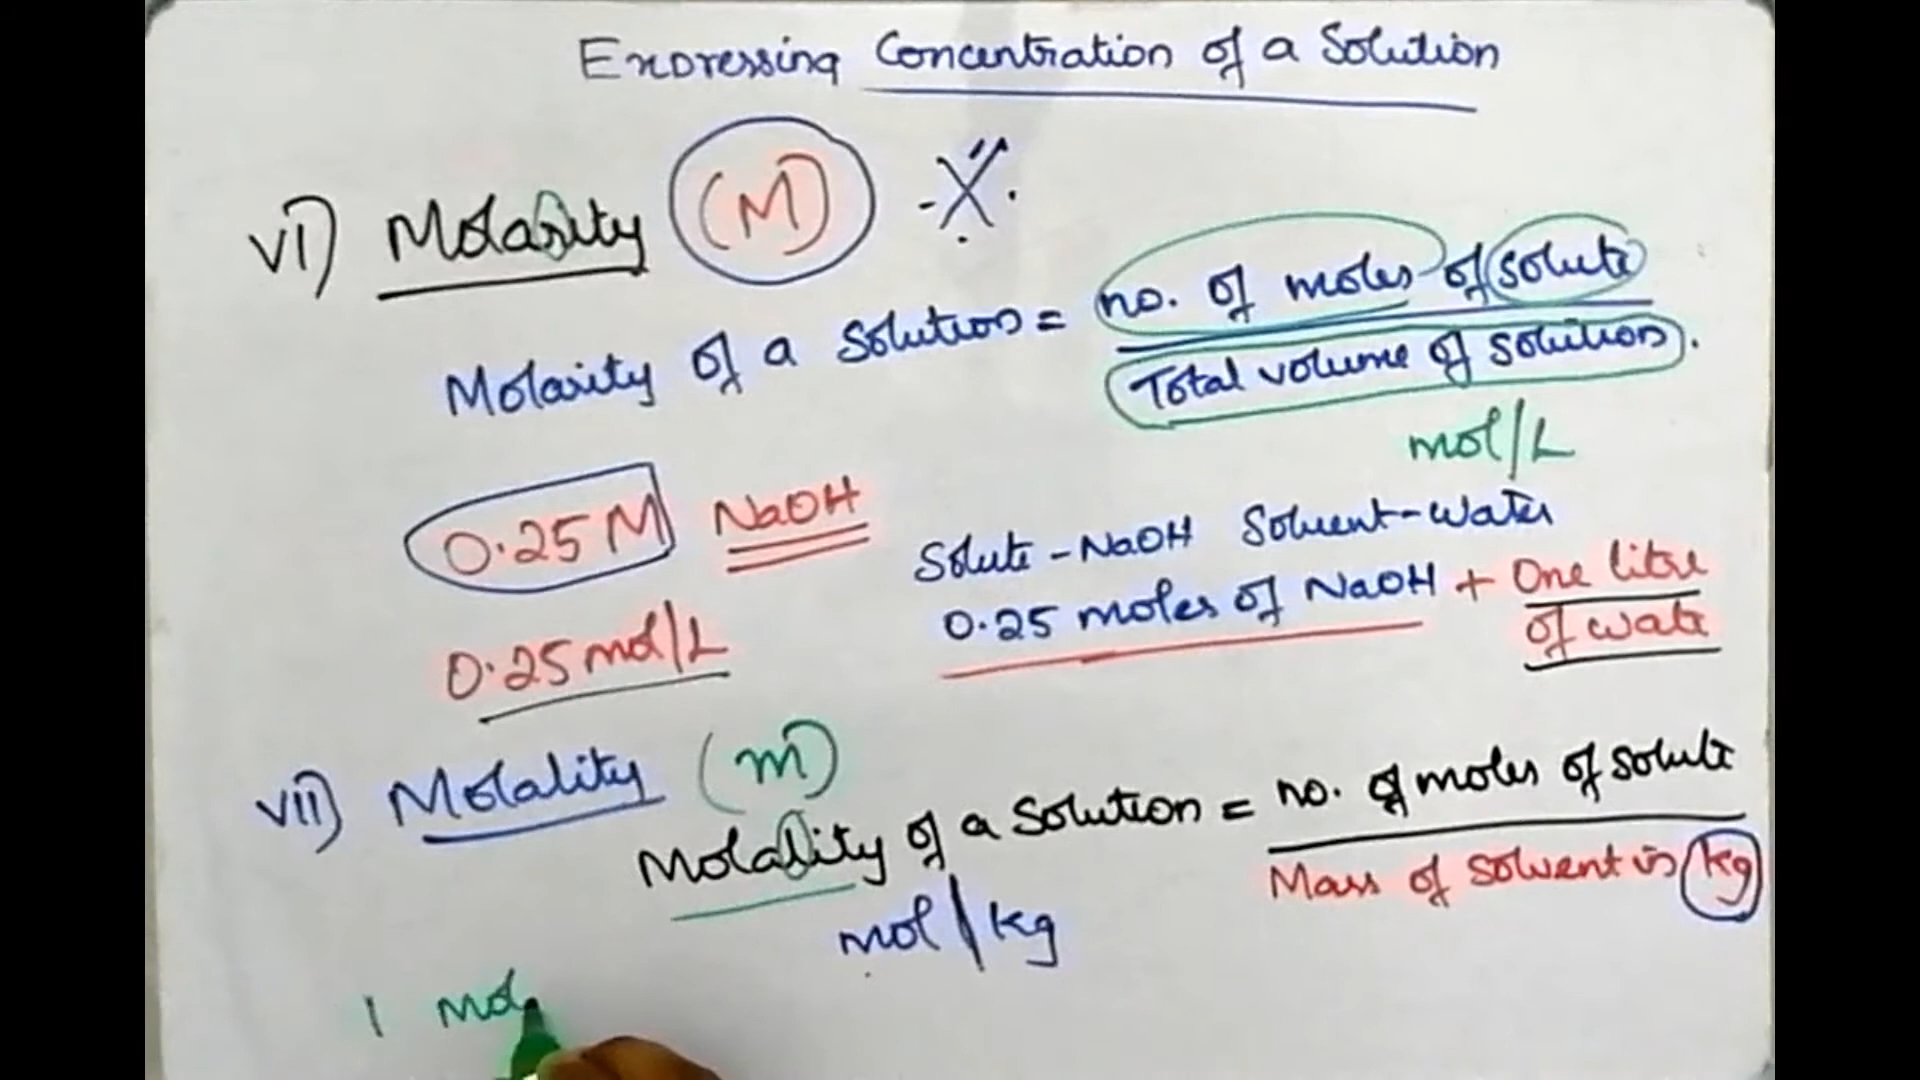 Expressing Concentration of a Solution
vi) Molarity (M)
Molarity of a Solution = no. of moles of solute
Total volume of solution.
mol/L
0.25 M NaOH
Solute - NaOH Solvent - Water
0.25 moles of NaOH + One litre
of wate
0.25 mol/L
vii) Molality (m)
Molality of a Solution = no. of moles of solute
Mass of solvent in kg
mol/kg
1 mol